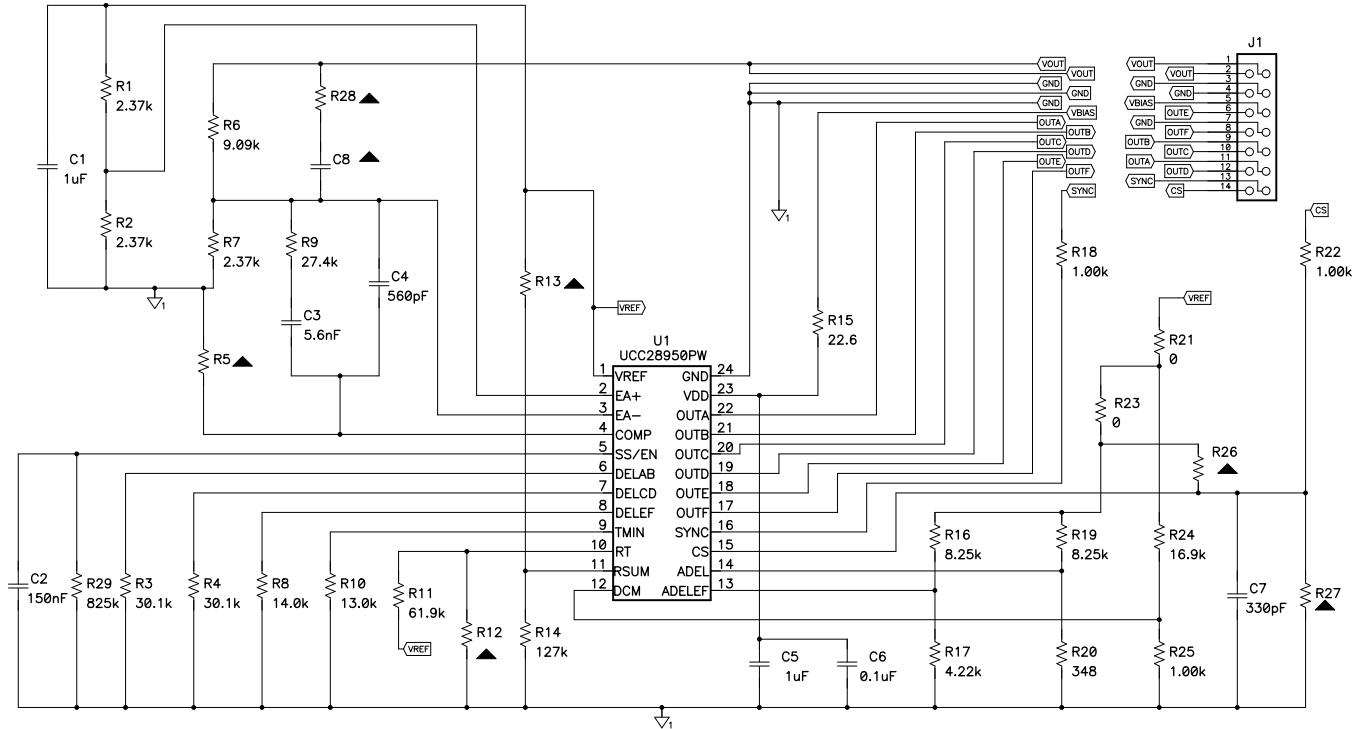 C1
1uF
R1
2.37k
R2
2.37k
1
R6
9.09k
R28
C8
R7
2.37k
R9
27.4k
C3
5.6nF
C4
560pF
R5
R13
VREF
VOUT
VOUT
GND
GND
GND
VBIAS
OUTA
OUTB
OUTC
OUTD
OUTE
OUTF
SYNC
1
J1
VOUT 1
VOUT 2
GND 3
GND 4
VBIAS 5
OUTE 6
GND 7
OUTF 8
OUTB 9
OUTC 10
OUTA 11
OUTD 12
SYNC 13
CS 14
CS
R18
1.00k
R22
1.00k
VREF
R15
22.6
R21
0
R23
0
R26
U1
UCC28950PW
1 VREF GND 24
2 EA+ VDD 23
3 EA- OUTA 22
4 COMP OUTB 21
5 SS/EN OUTC 20
6 DELAB OUTD 19
7 DELCD OUTE 18
8 DELEF OUTF 17
9 TMIN SYNC 16
10 RT CS 15
11 RSUM ADEL 14
12 DCM ADELEF 13
R16
8.25k
R19
8.25k
R24
16.9k
C2
150nF
R29
825k
R3
30.1k
R4
30.1k
R8
14.0k
R10
13.0k
R11
61.9k
VREF
R12
R14
127k
C5
1uF
C6
0.1uF
R17
4.22k
R20
348
R25
1.00k
C7
330pF
R27
1